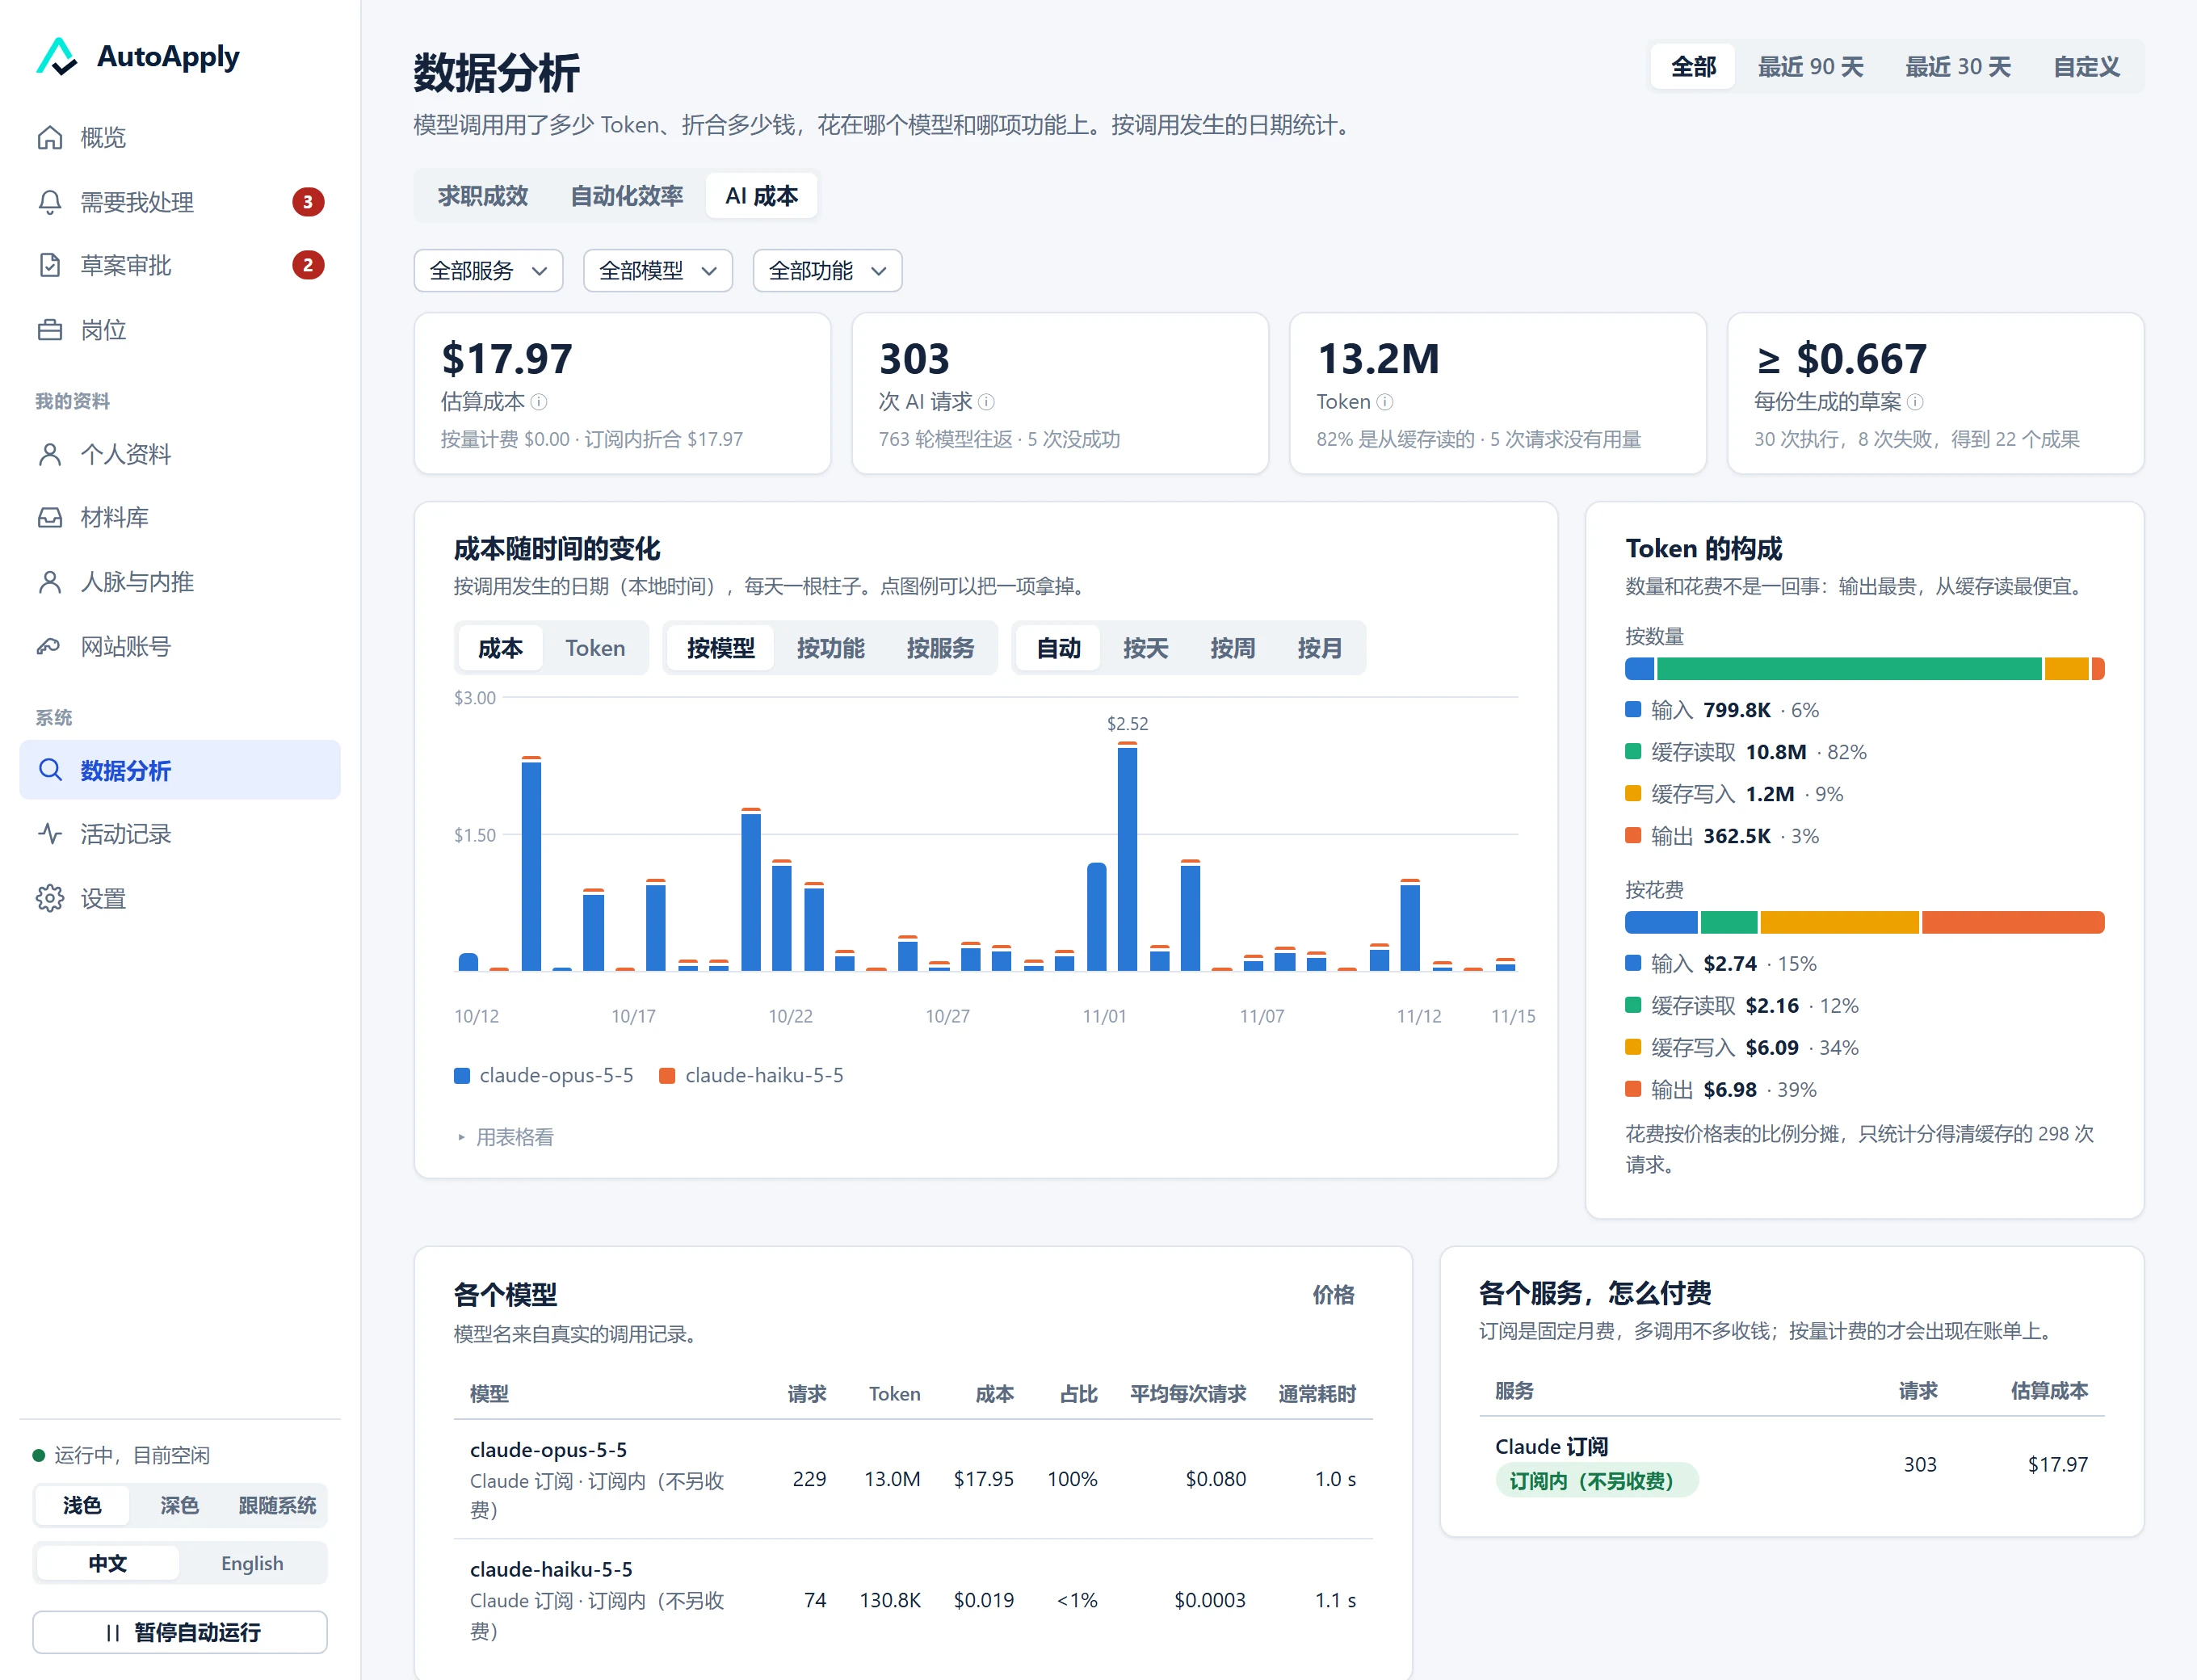 AutoApply
概览
需要我处理 3
草案审批 2
岗位
我的资料
个人资料
材料库
人脉与内推
网站账号
系统
数据分析
活动记录
设置
运行中，目前空闲
浅色 深色 跟随系统
中文 English
暂停自动运行
数据分析
全部 最近 90 天 最近 30 天 自定义
模型调用用了多少 Token、折合多少钱，花在哪个模型和哪项功能上。按调用发生的日期统计。
求职成效 自动化效率 AI 成本
全部服务 全部模型 全部功能
$17.97
估算成本
按量计费 $0.00 · 订阅内折合 $17.97
303
次 AI 请求
763 轮模型往返 · 5 次没成功
13.2M
Token
82% 是从缓存读的 · 5 次请求没有用量
≥ $0.667
每份生成的草案
30 次执行，8 次失败，得到 22 个成果
成本随时间的变化
按调用发生的日期（本地时间），每天一根柱子。点图例可以把一项拿掉。
成本 Token 按模型 按功能 按服务 自动 按天 按周 按月
$3.00
$2.52
$1.50
10/12 10/17 10/22 10/27 11/01 11/07 11/12 11/15
claude-opus-5-5 claude-haiku-5-5
用表格看
Token 的构成
数量和花费不是一回事：输出最贵，从缓存读最便宜。
按数量
输入 799.8K · 6%
缓存读取 10.8M · 82%
缓存写入 1.2M · 9%
输出 362.5K · 3%
按花费
输入 $2.74 · 15%
缓存读取 $2.16 · 12%
缓存写入 $6.09 · 34%
输出 $6.98 · 39%
花费按价格表的比例分摊，只统计分得清缓存的 298 次
请求。
各个模型 价格
模型名来自真实的调用记录。
模型 请求 Token 成本 占比 平均每次请求 通常耗时
claude-opus-5-5
Claude 订阅 · 订阅内（不另收
费） 229 13.0M $17.95 100% $0.080 1.0 s
claude-haiku-5-5
Claude 订阅 · 订阅内（不另收
费） 74 130.8K $0.019 <1% $0.0003 1.1 s
各个服务，怎么付费
订阅是固定月费，多调用不多收钱；按量计费的才会出现在账单上。
服务 请求 估算成本
Claude 订阅
订阅内（不另收费） 303 $17.97